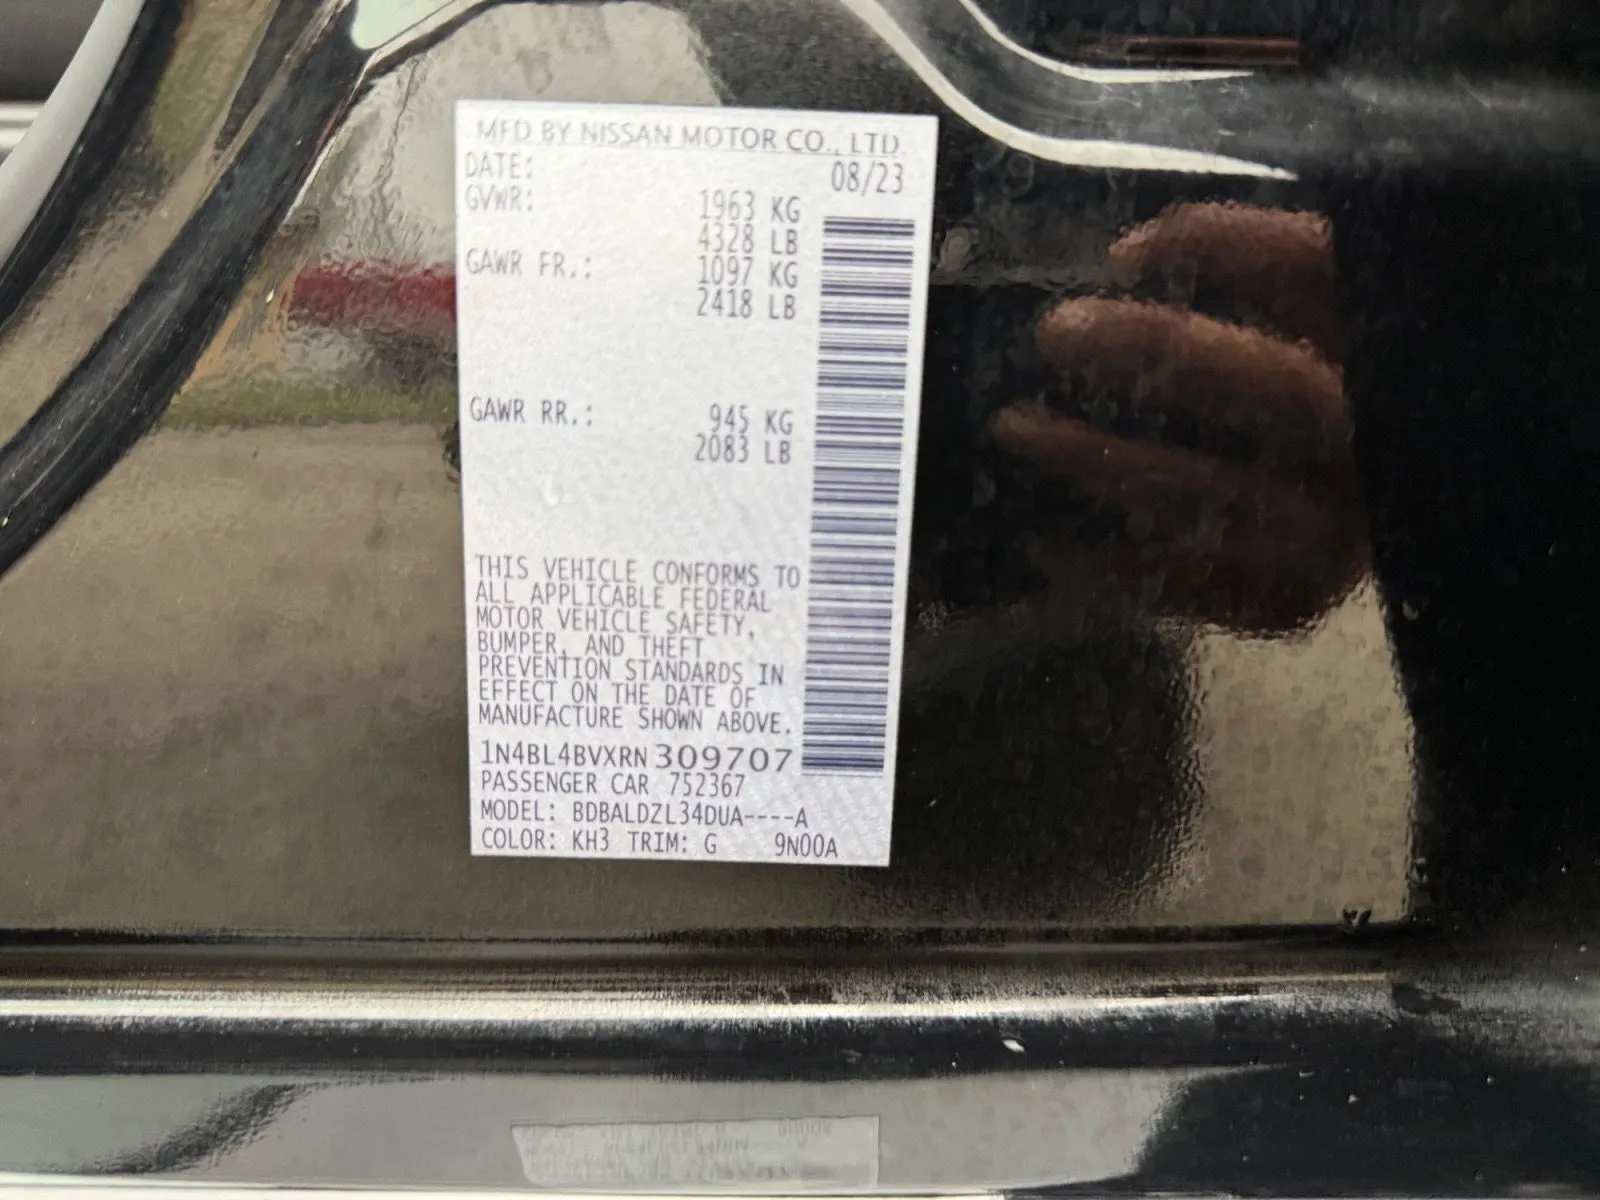 MFD BY NISSAN MOTOR CO., LTD.
DATE: 08/23
GVWR: 1963 KG
4328 LB
GAWR FR.: 1097 KG
2418 LB
GAWR RR.: 945 KG
2083 LB
THIS VEHICLE CONFORMS TO
ALL APPLICABLE FEDERAL
MOTOR VEHICLE SAFETY,
BUMPER, AND THEFT
PREVENTION STANDARDS IN
EFFECT ON THE DATE OF
MANUFACTURE SHOWN ABOVE.
1N4BL4BVXRN309707
PASSENGER CAR 752367
MODEL: BDBALDZL34DUA----A
COLOR: KH3 TRIM: G 9N00A